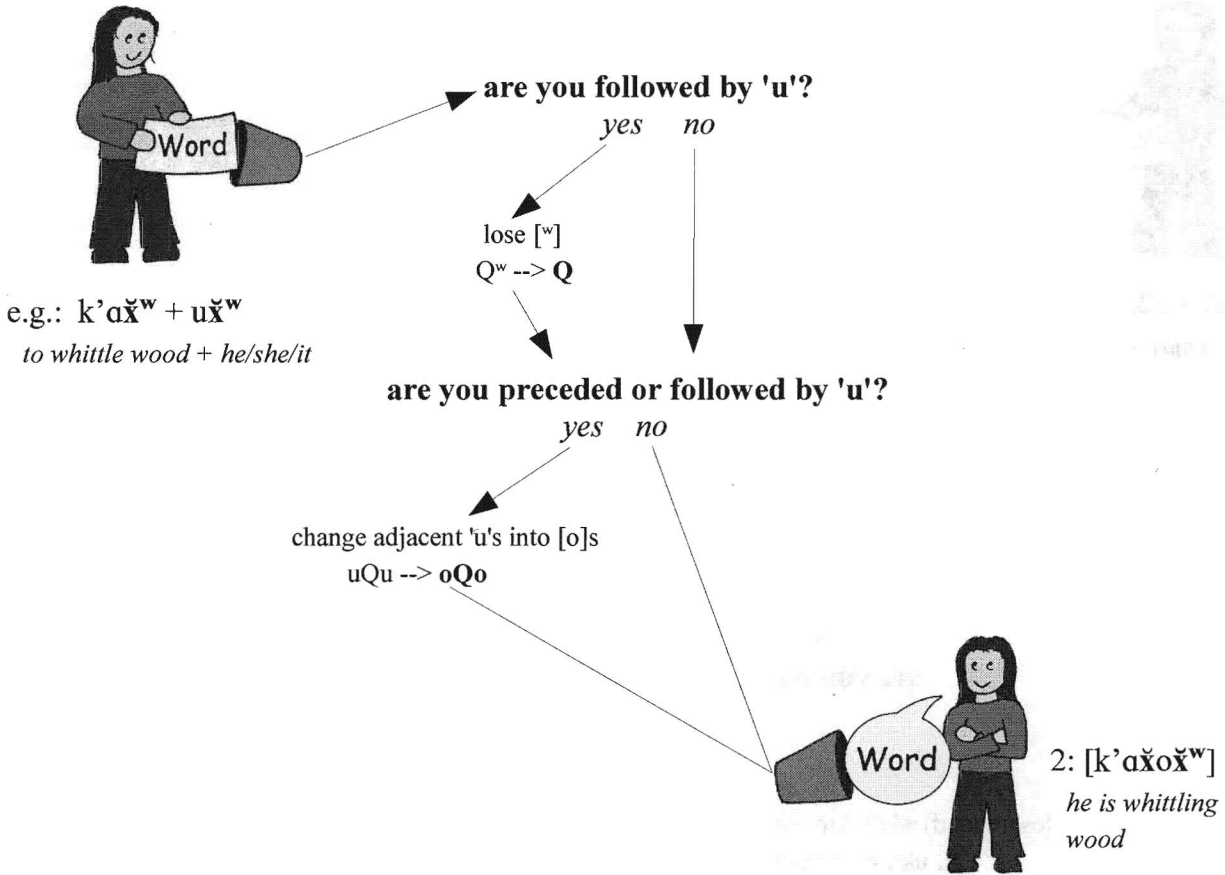 are you followed by 'u'?
yes no
Word
lose [ʷ]
Qʷ --> Q
e.g.: k’ɑx̌ʷ + ux̌ʷ
to whittle wood + he/she/it
are you preceded or followed by 'u'?
yes no
change adjacent 'u's into [o]s
uQu --> oQo
Word
2: [k’ɑx̌ox̌ʷ]
he is whittling
wood